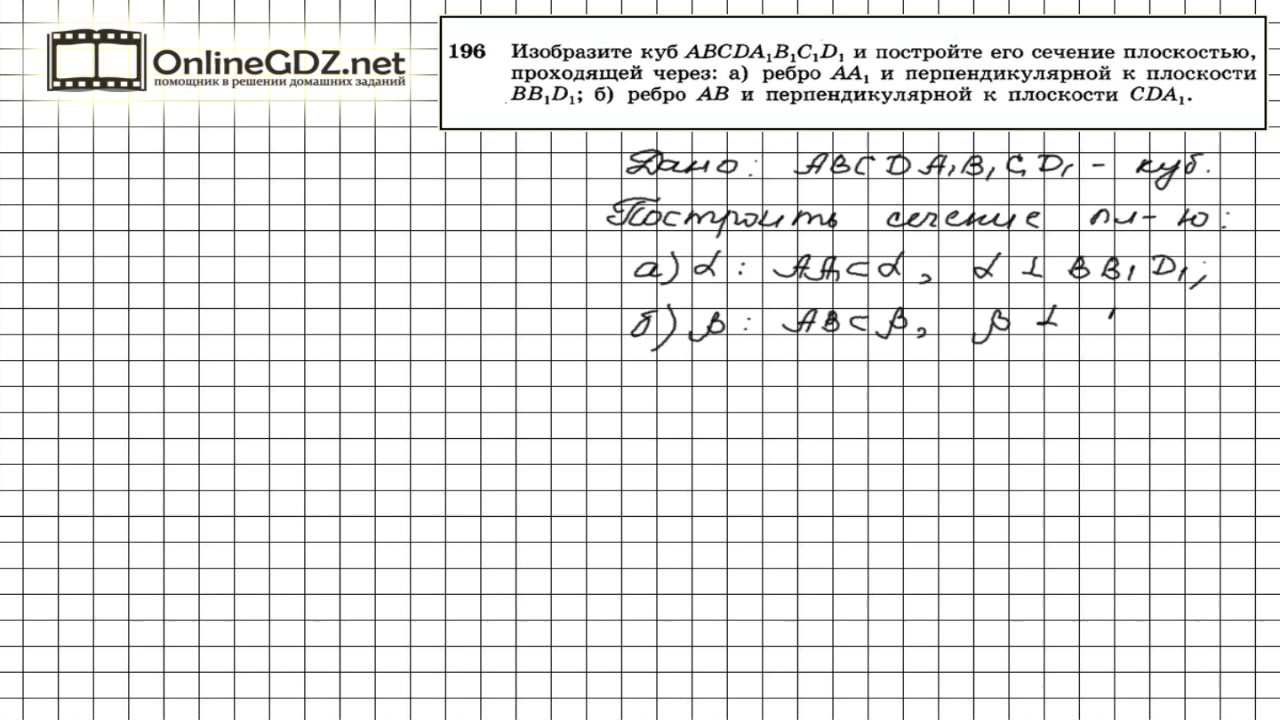 OnlineGDZ.net
помощник в решении домашних заданий
196 Изобразите куб ABCDA₁B₁C₁D₁ и постройте его сечение плоскостью,
проходящей через: а) ребро AA₁ и перпендикулярной к плоскости
BB₁D₁; б) ребро AB и перпендикулярной к плоскости CDA₁.
Дано: ABCDA₁B₁C₁D₁ - куб.
Построить сечение пл-ю:
а) α: AA₁⊂α, α ⊥ BB₁D₁;
б) β: AB⊂β, β ⊥